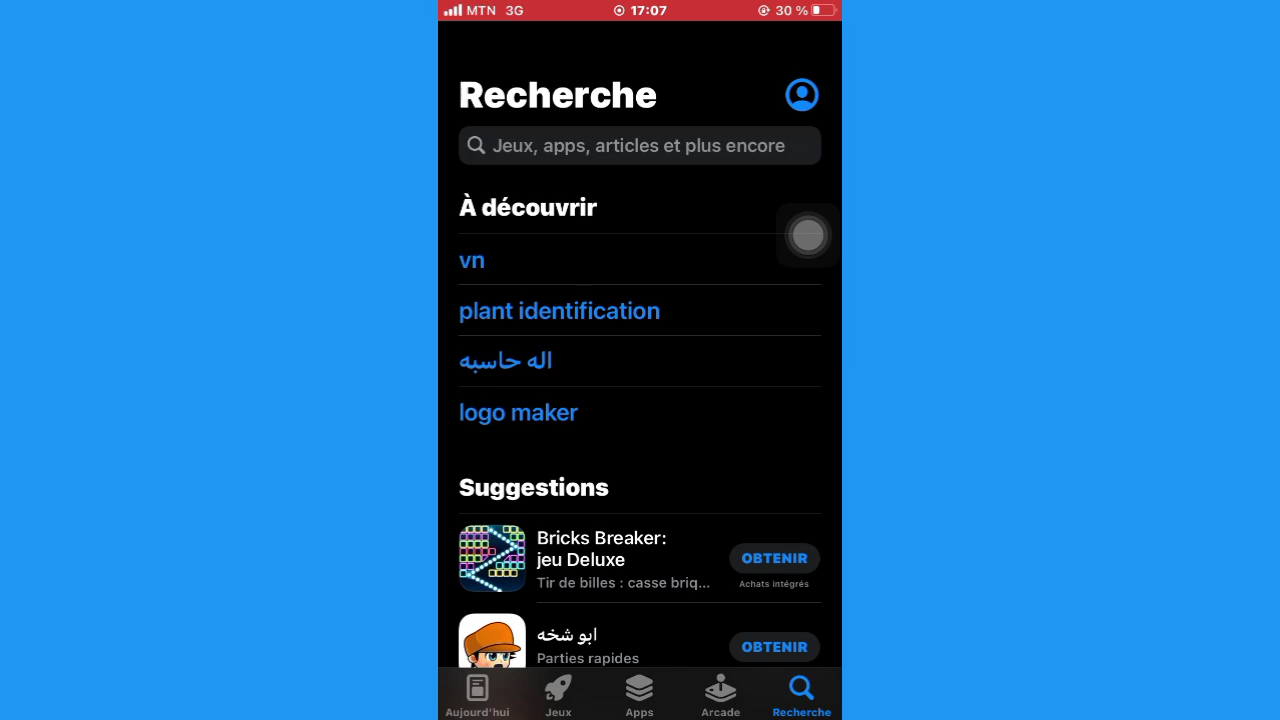 MTN 3G 17:07 30 %
Recherche
Jeux, apps, articles et plus encore
À découvrir
vn
plant identification
اله حاسبه
logo maker
Suggestions
Bricks Breaker:
jeu Deluxe
Tir de billes : casse briq...
OBTENIR
Achats intégrés
ابو شخه
Parties rapides
OBTENIR
Aujourd'hui Jeux Apps Arcade Recherche